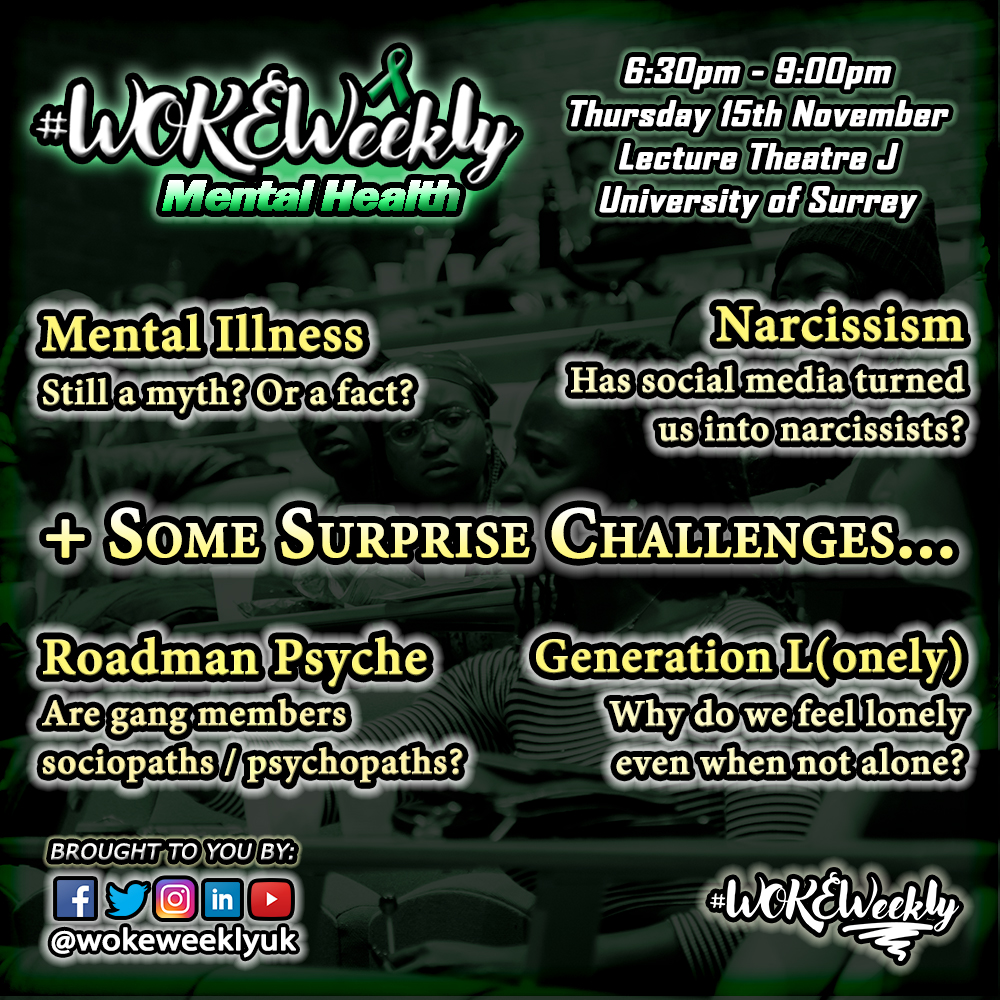 #WOKEWeekly
Mental Health
6:30pm - 9:00pm
Thursday 15th November
Lecture Theatre J
University of Surrey
Mental Illness
Still a myth? Or a fact?
Narcissism
Has social media turned
us into narcissists?
+ Some Surprise Challenges...
Roadman Psyche
Are gang members
sociopaths / psychopaths?
Generation L(onely)
Why do we feel lonely
even when not alone?
BROUGHT TO YOU BY:
@wokeweeklyuk
#WOKEWeekly